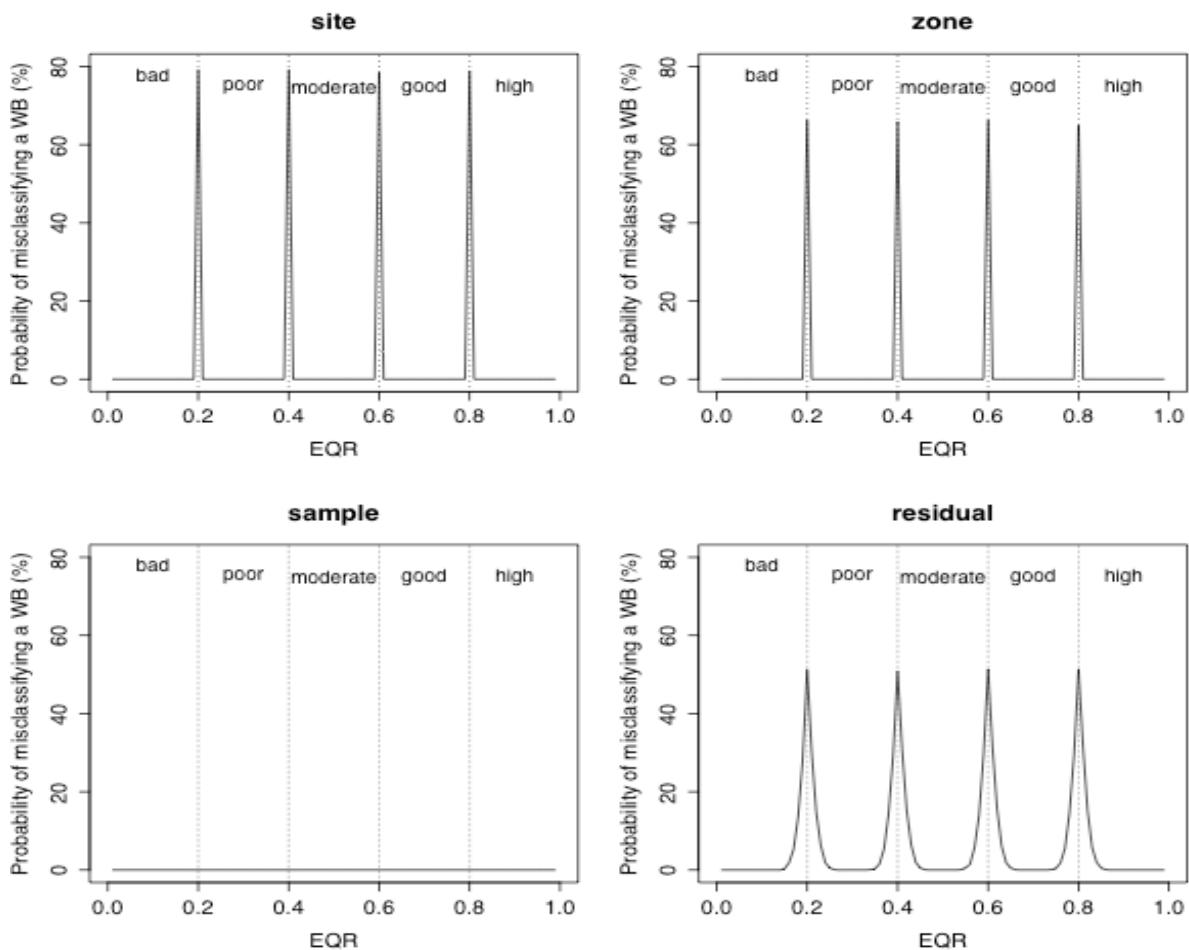 site
Probability of misclassifying a WB (%)
80
60
40
20
0
bad
poor
moderate
good
high
0.0 0.2 0.4 0.6 0.8 1.0
EQR
zone
Probability of misclassifying a WB (%)
80
60
40
20
0
bad
poor
moderate
good
high
0.0 0.2 0.4 0.6 0.8 1.0
EQR
sample
Probability of misclassifying a WB (%)
80
60
40
20
0
bad
poor
moderate
good
high
0.0 0.2 0.4 0.6 0.8 1.0
EQR
residual
Probability of misclassifying a WB (%)
80
60
40
20
0
bad
poor
moderate
good
high
0.0 0.2 0.4 0.6 0.8 1.0
EQR